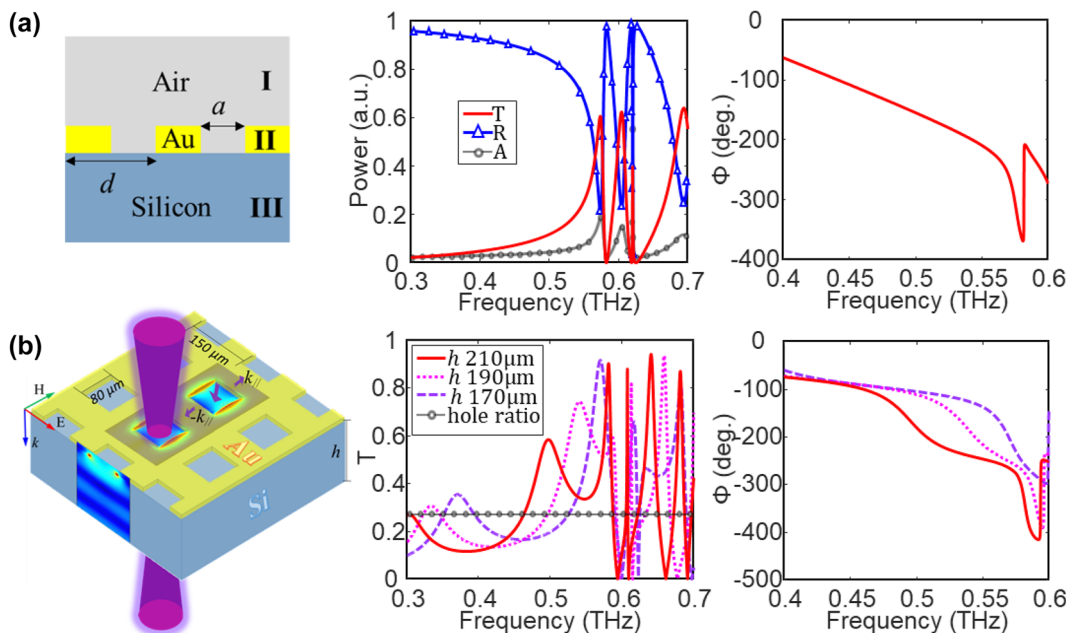 (a)
Air
I
a
Au
II
d
Silicon
III
1
0.8
0.6
0.4
0.2
0
Power (a.u.)
T
R
A
0.3 0.4 0.5 0.6 0.7
Frequency (THz)
0
-100
-200
-300
-400
Φ (deg.)
0.4 0.45 0.5 0.55 0.6
Frequency (THz)
(b)
150 μm
80 μm
k//
-k//
H
E
k
Au
Si
h
1
0.8
0.6
0.4
0.2
0
T
h 210μm
h 190μm
h 170μm
hole ratio
0.3 0.4 0.5 0.6 0.7
Frequency (THz)
0
-100
-200
-300
-400
-500
Φ (deg.)
0.4 0.45 0.5 0.55 0.6
Frequency (THz)